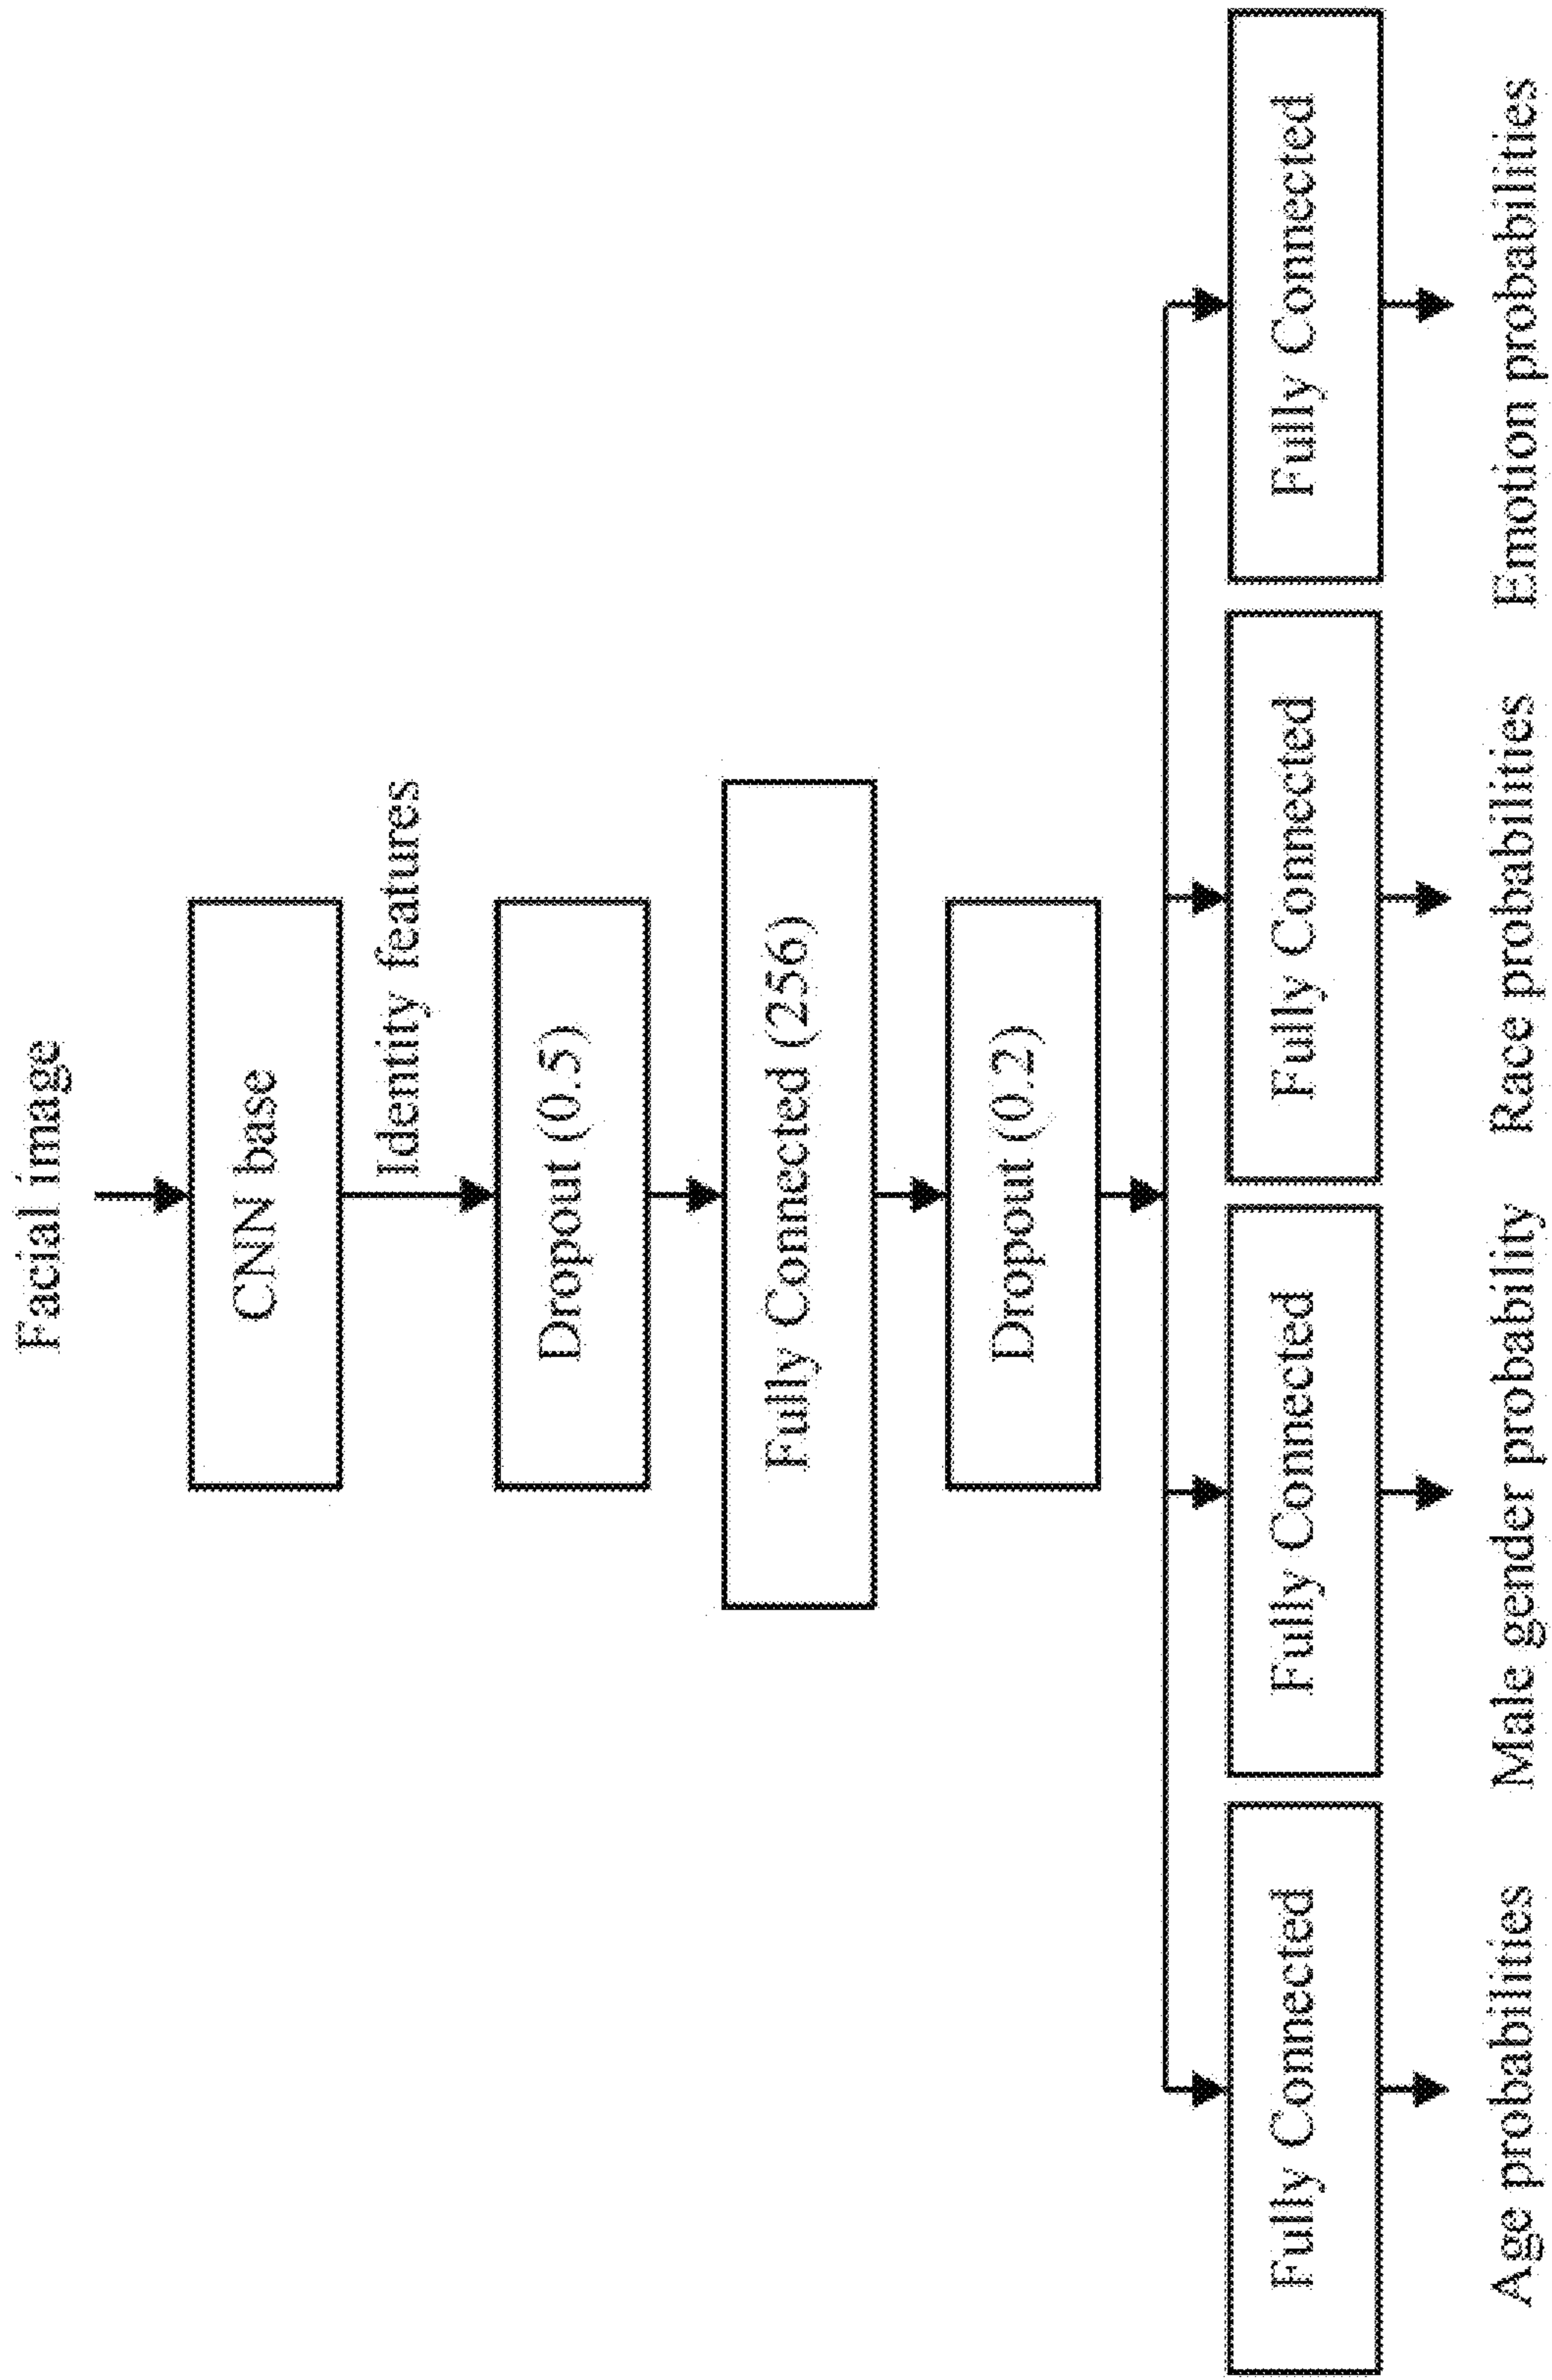 Facial image
CNN base
Identity features
Dropout (0.5)
Fully Connected (256)
Dropout (0.2)
Fully Connected
Fully Connected
Fully Connected
Fully Connected
Age probabilities
Male gender probability
Race probabilities
Emotion probabilities